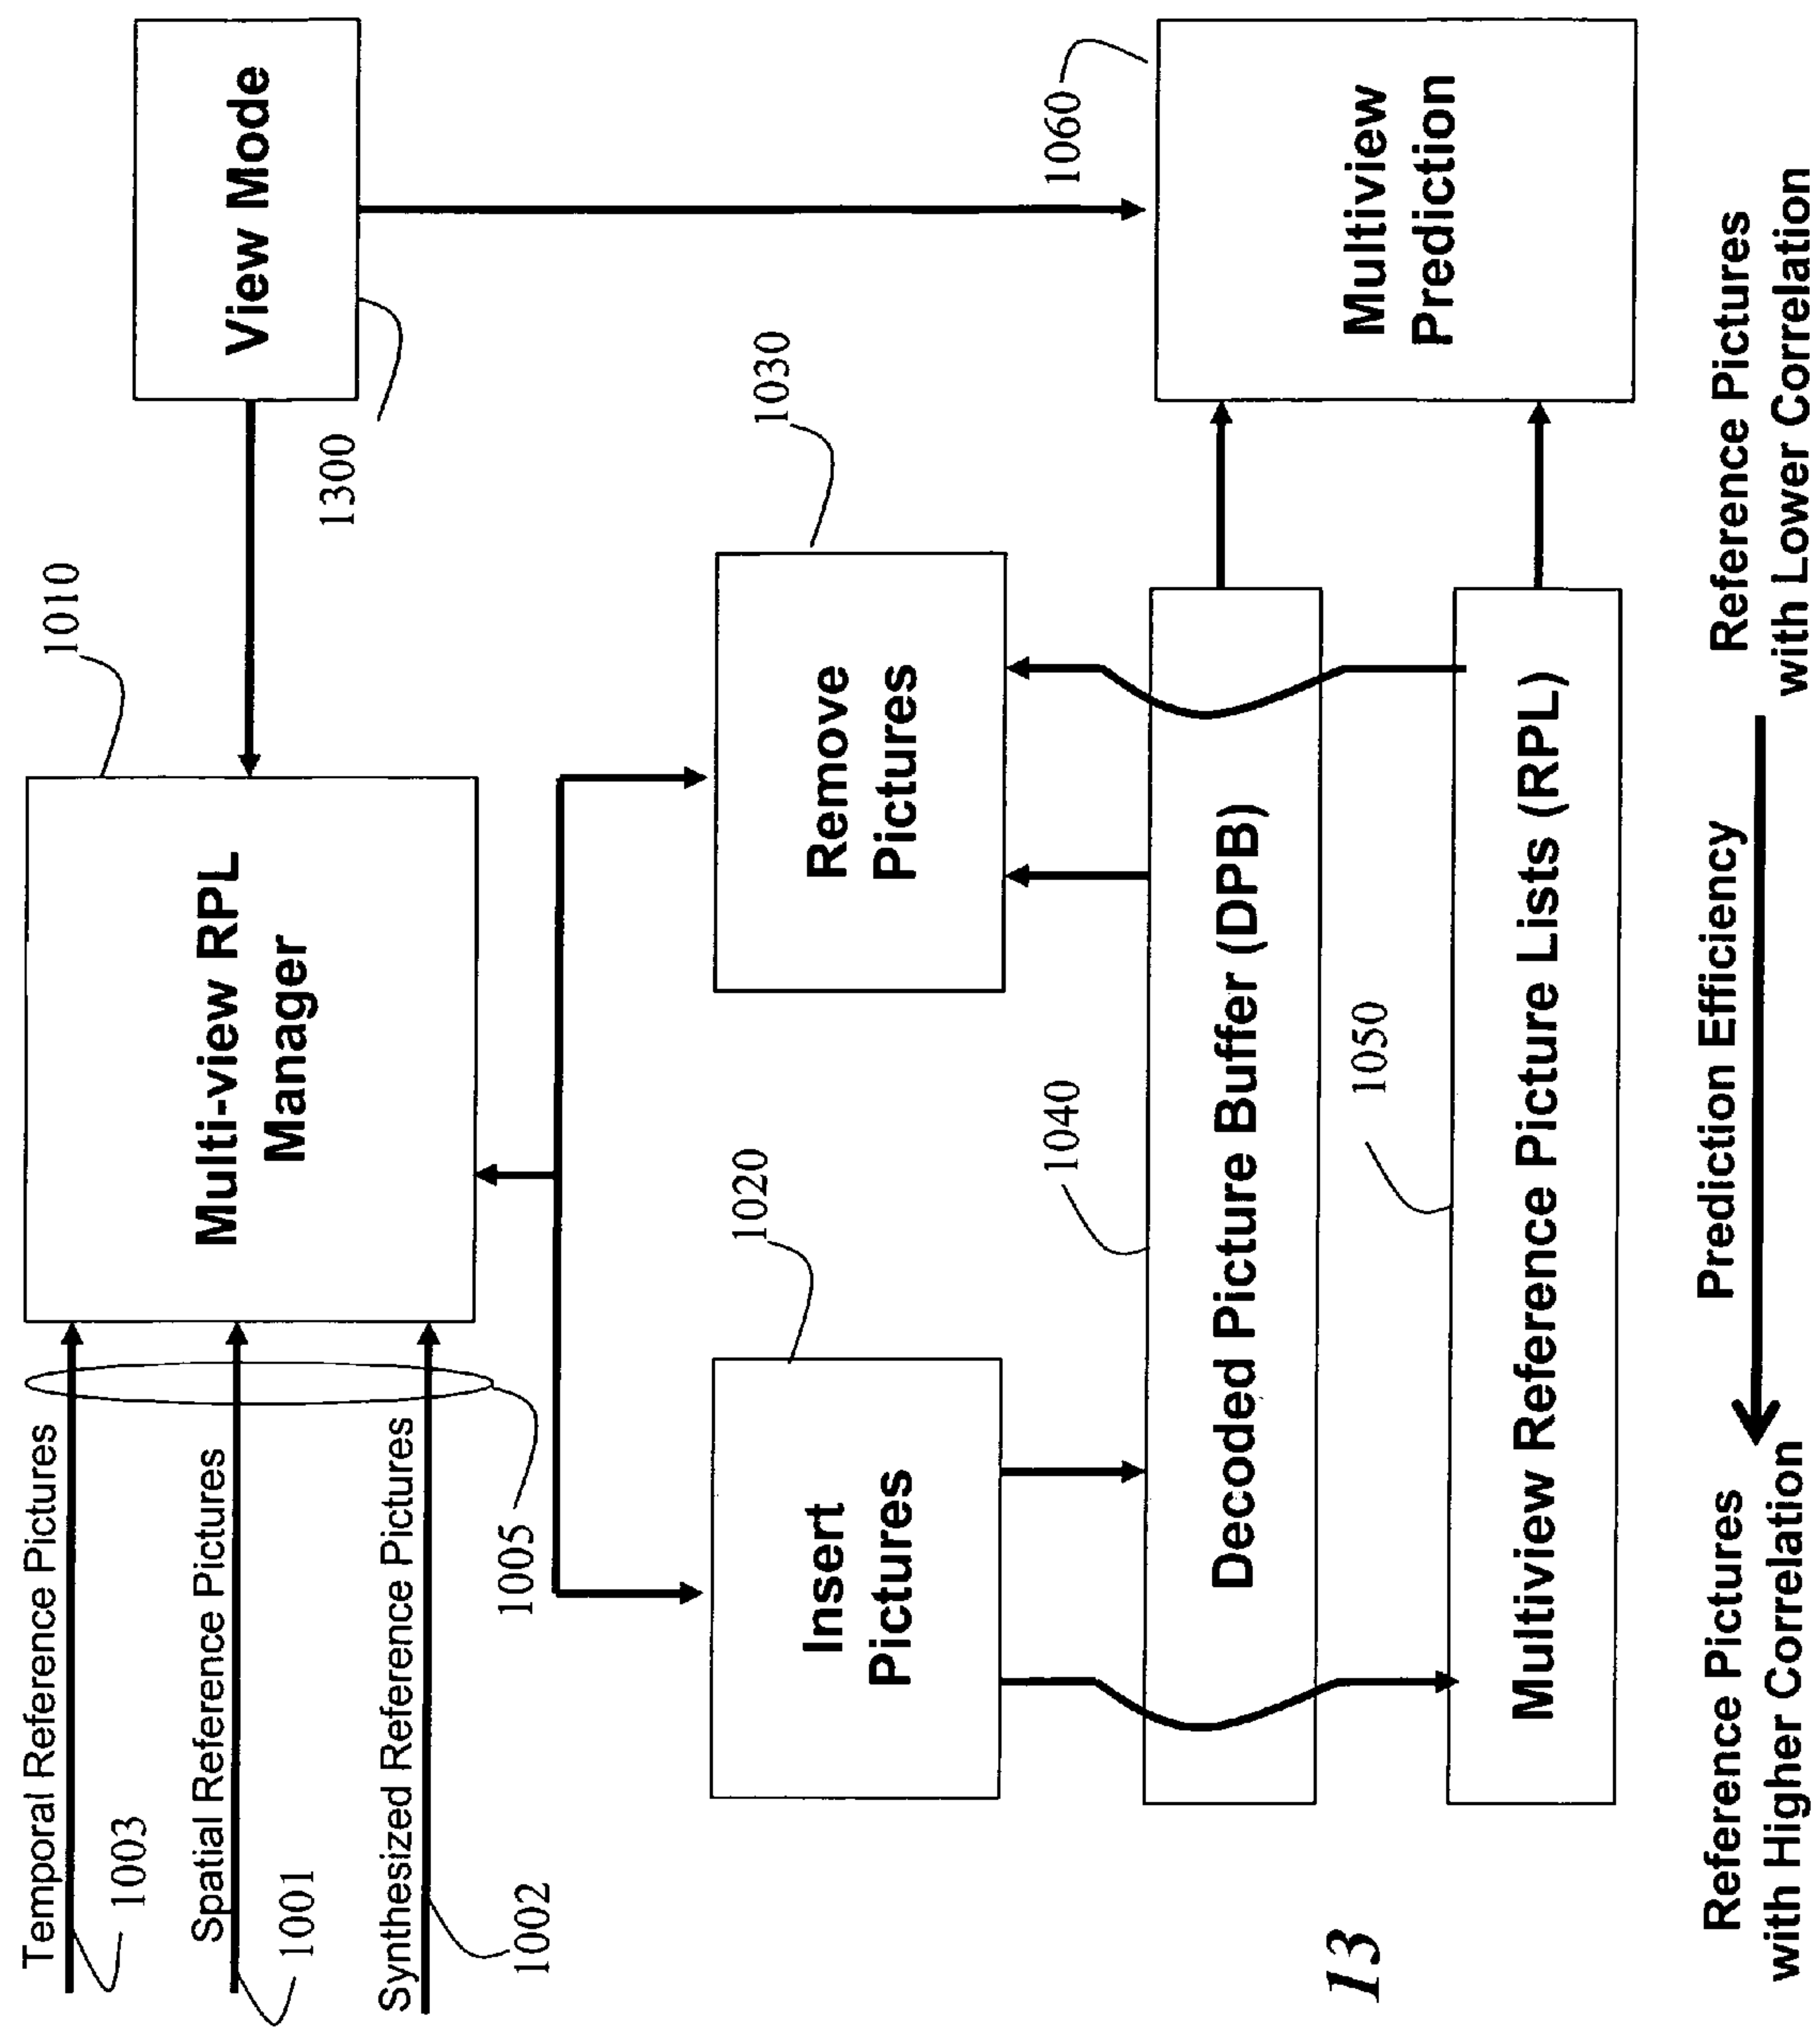 Temporal Reference Pictures
1003
Spatial Reference Pictures
1001
Synthesized Reference Pictures
1002
1005
Multi-view RPL
Manager
1010
View Mode
1300
Insert
Pictures
1020
Remove
Pictures
1030
Decoded Picture Buffer (DPB)
1040
Multiview Reference Picture Lists (RPL)
1050
Multiview
Prediction
1060
13
Reference Pictures
with Higher Correlation
Prediction Efficiency
Reference Pictures
with Lower Correlation